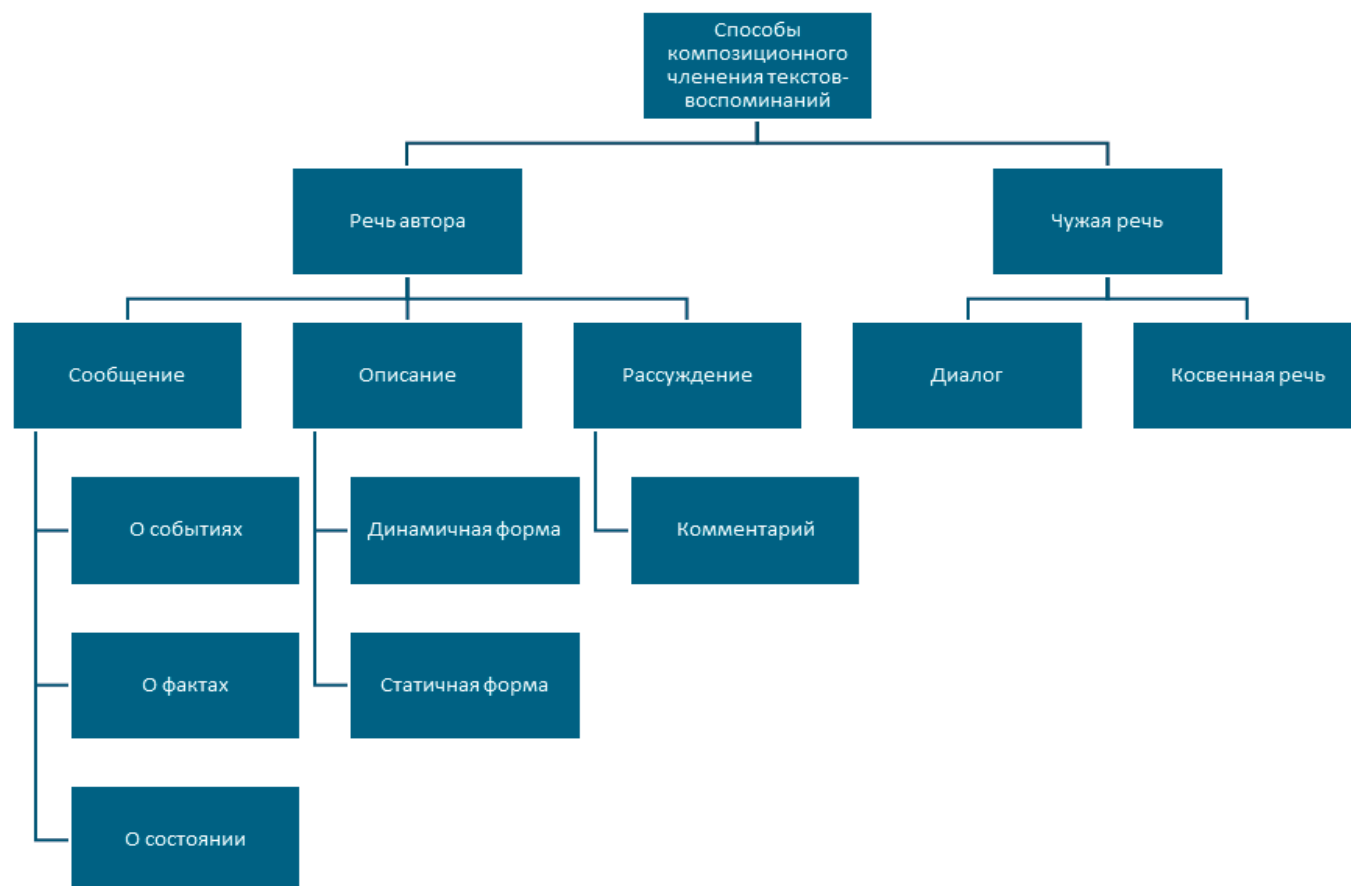 Способы
композиционного
членения текстов-
воспоминаний
Речь автора
Чужая речь
Сообщение
Описание
Рассуждение
Диалог
Косвенная речь
О событиях
Динамичная форма
Комментарий
О фактах
Статичная форма
О состоянии